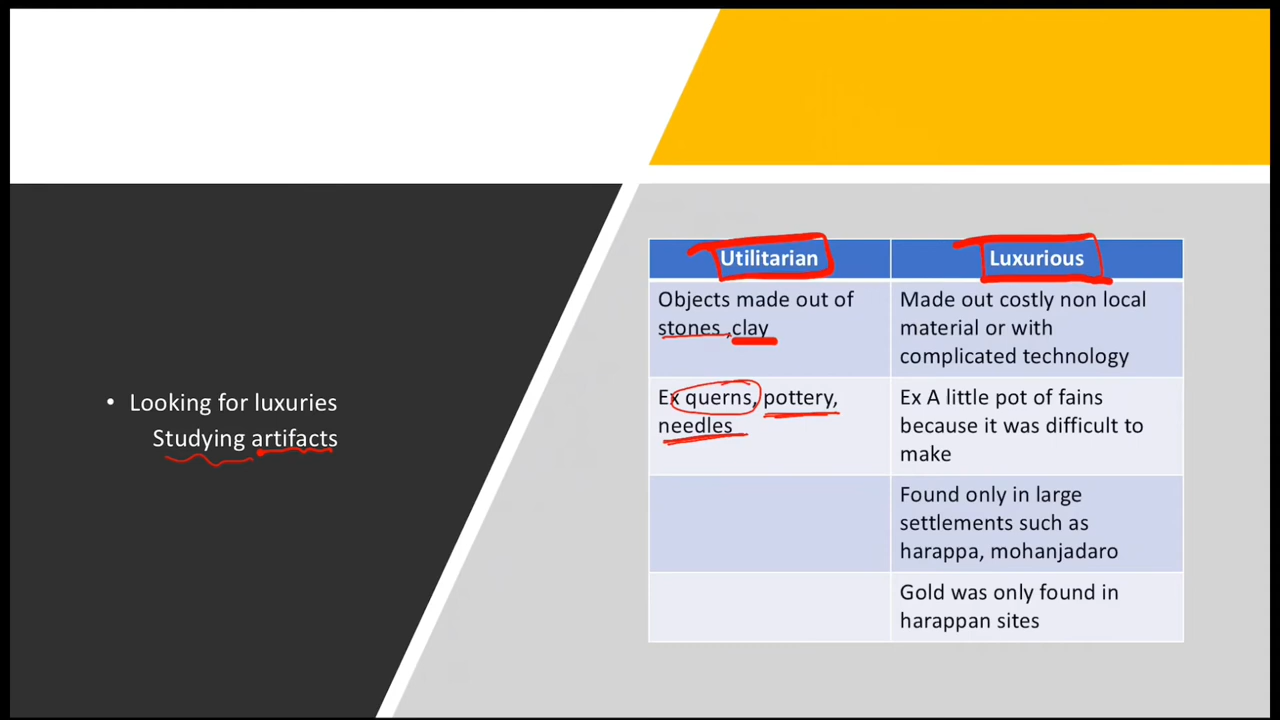 • Looking for luxuries
Studying artifacts
Utilitarian
Luxurious
Objects made out of
stones ,clay
Made out costly non local
material or with
complicated technology
Ex querns, pottery,
needles
Ex A little pot of fains
because it was difficult to
make
Found only in large
settlements such as
harappa, mohanjadaro
Gold was only found in
harappan sites